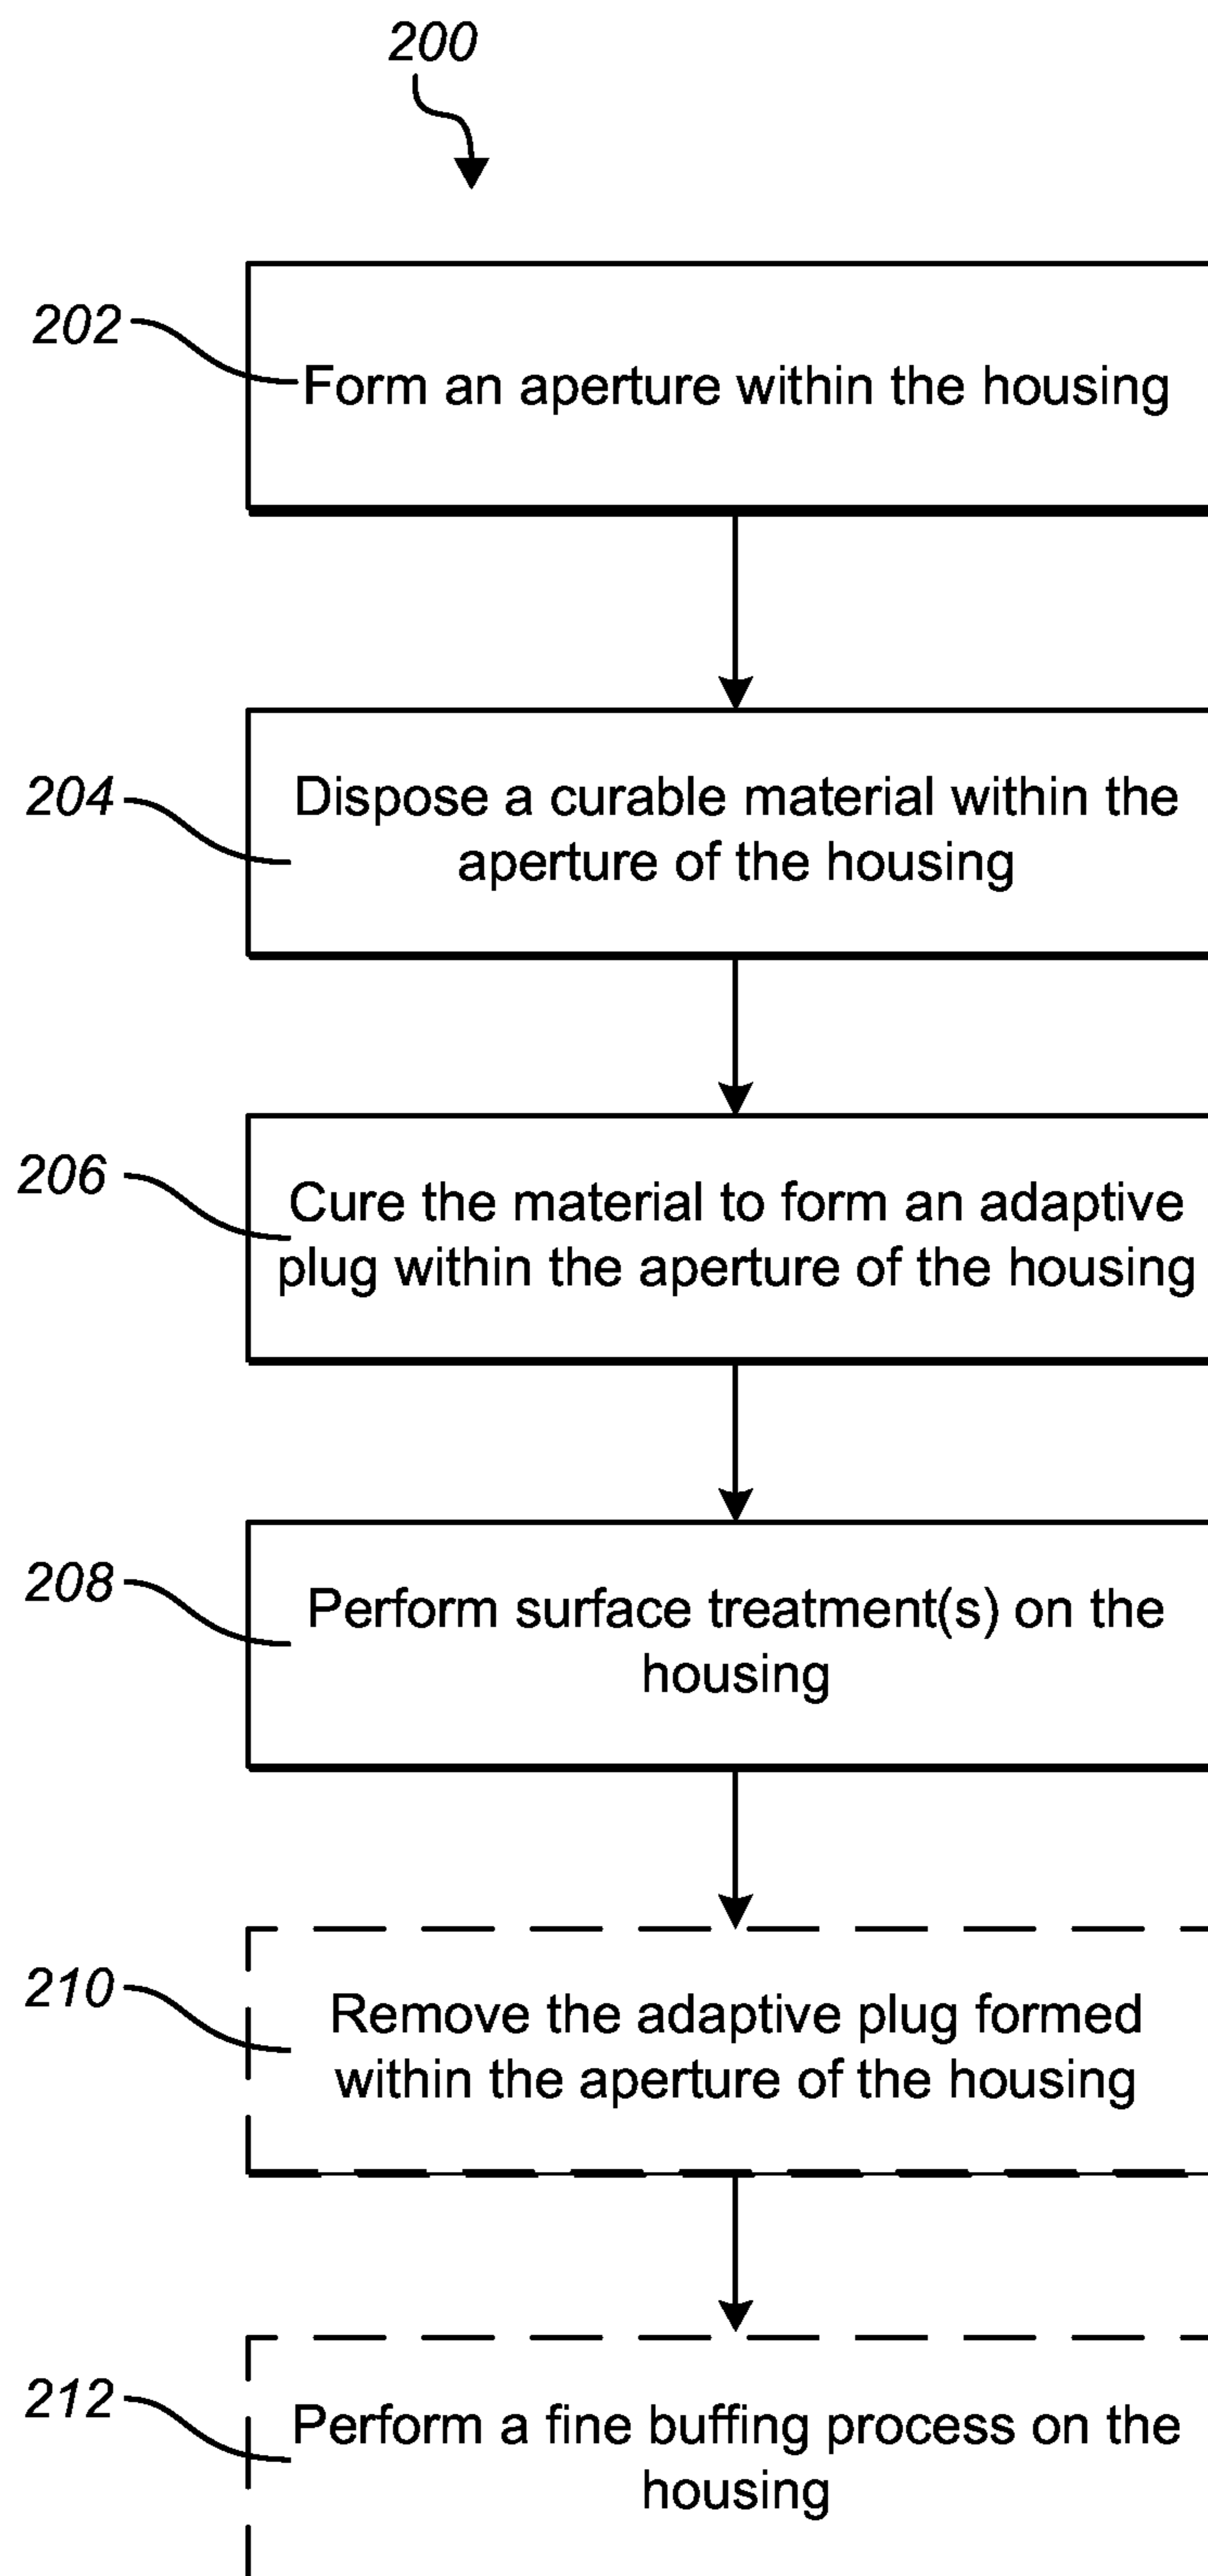 200
202
Form an aperture within the housing
204
Dispose a curable material within the
aperture of the housing
206
Cure the material to form an adaptive
plug within the aperture of the housing
208
Perform surface treatment(s) on the
housing
210
Remove the adaptive plug formed
within the aperture of the housing
212
Perform a fine buffing process on the
housing